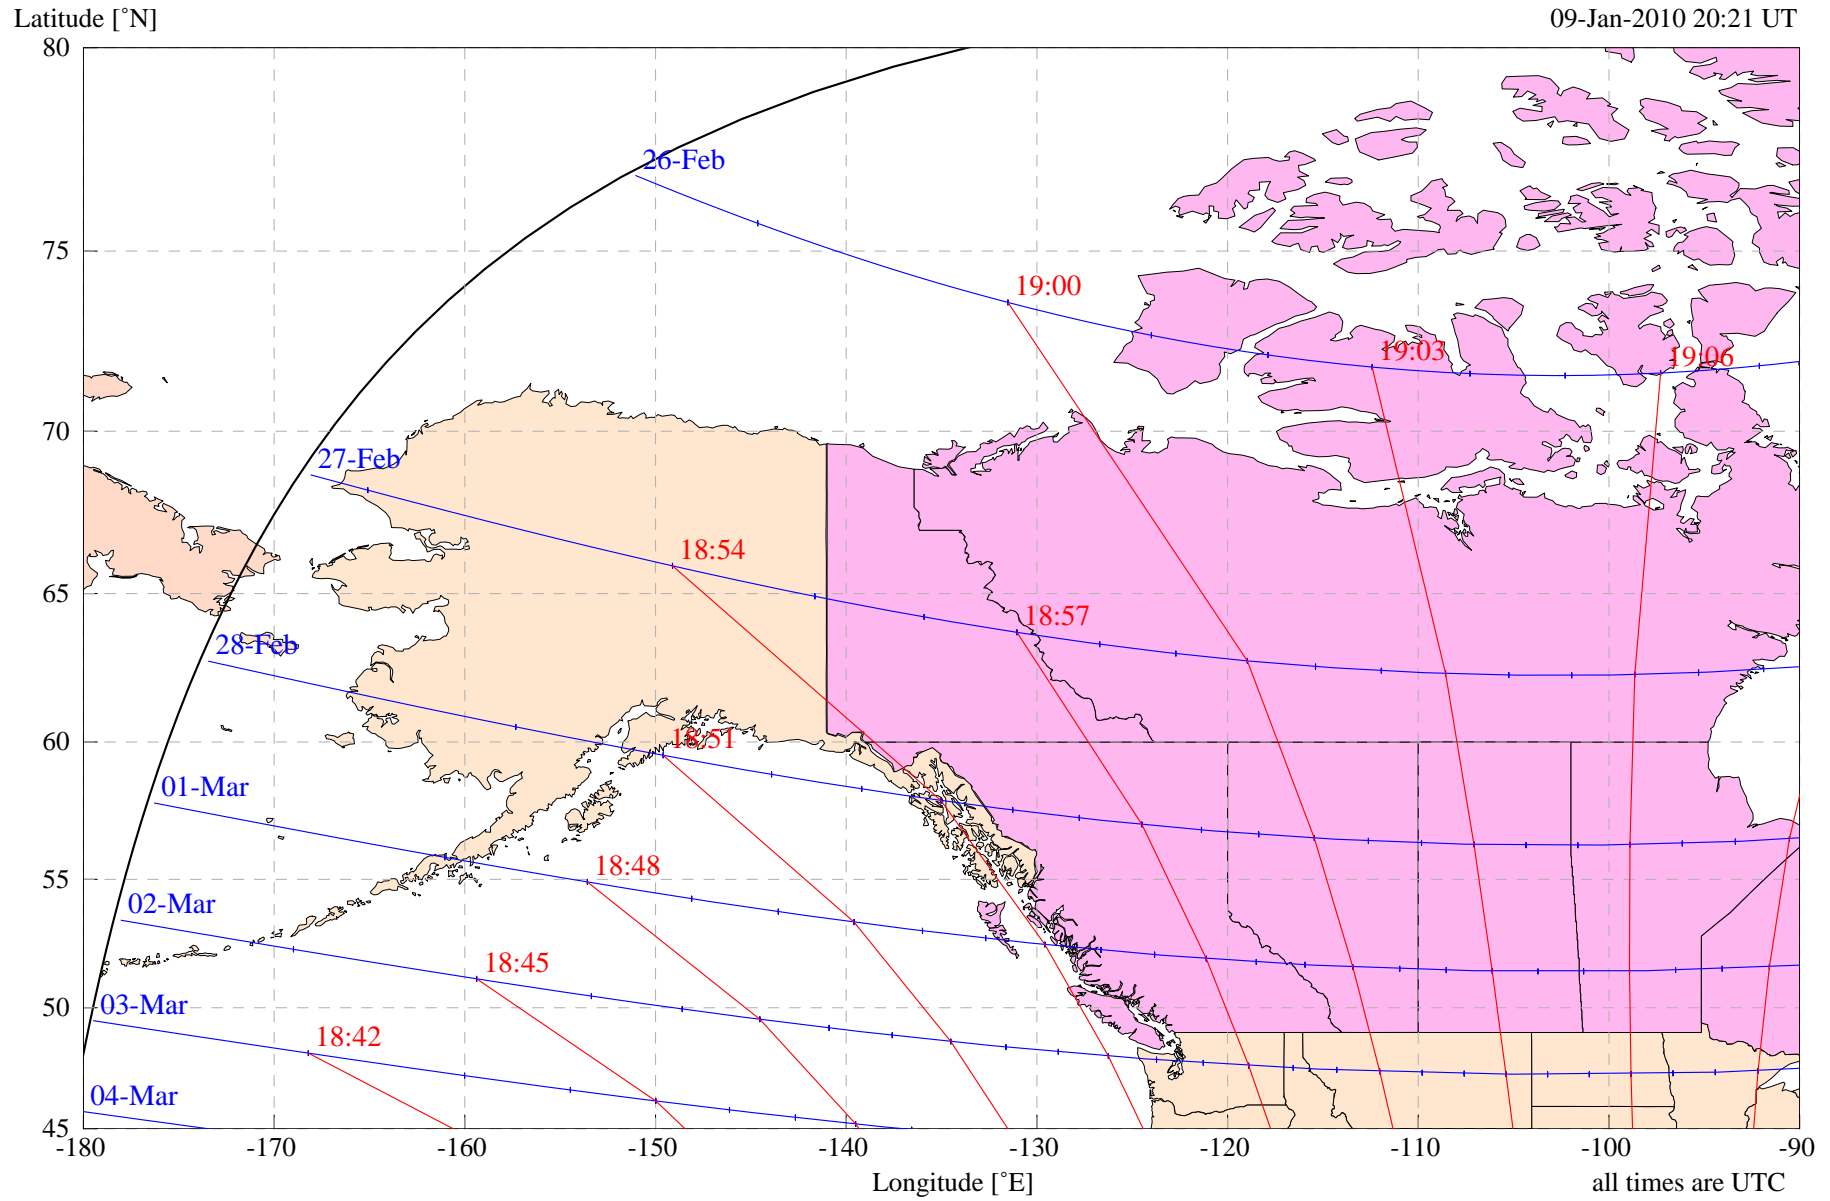 Latitude [˚N]
09-Jan-2010 20:21 UT
80
26-Feb
75
19:00
19:03
19:06
70
27-Feb
18:54
65
18:57
28-Feb
60
18:51
01-Mar
55
18:48
02-Mar
18:45
50
03-Mar
18:42
04-Mar
45
-180
-170
-160
-150
-140
-130
-120
-110
-100
-90
Longitude [˚E]
all times are UTC